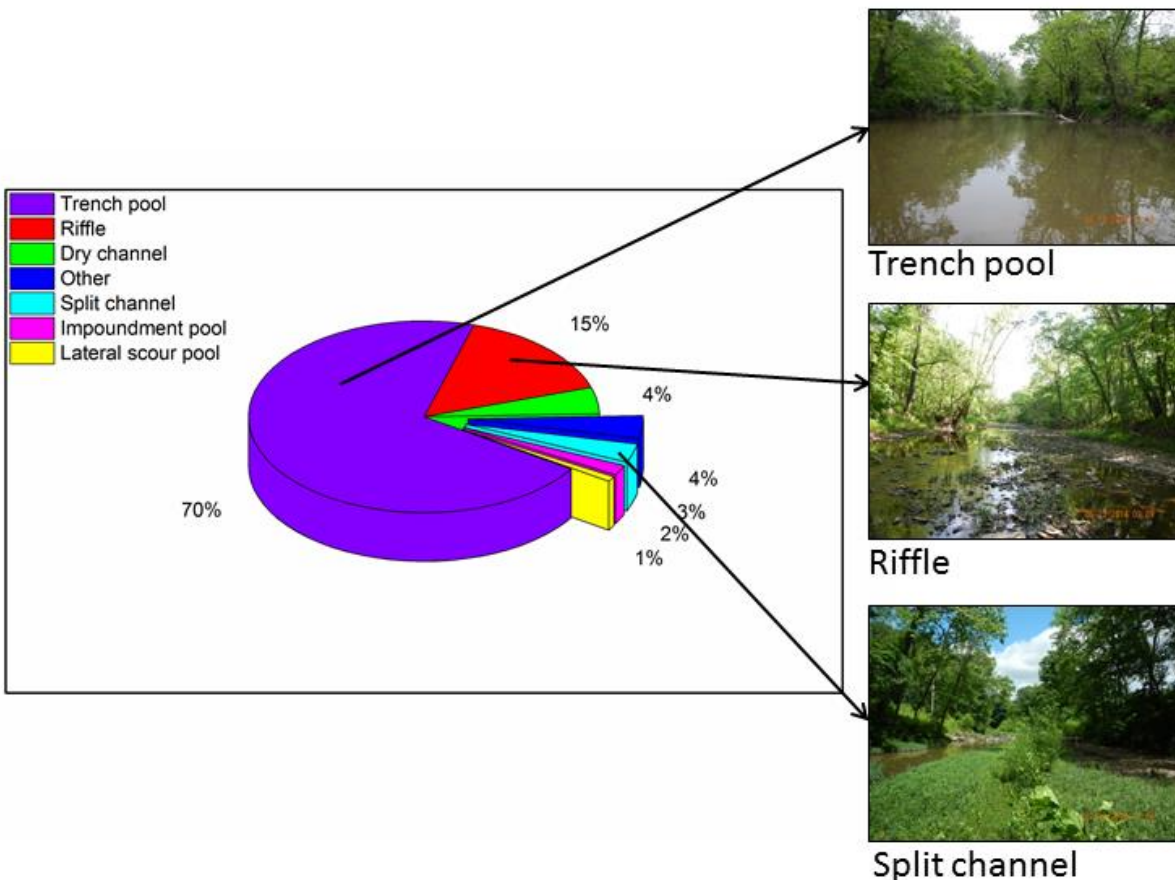 Trench pool
Riffle
Dry channel
Other
Split channel
Impoundment pool
Lateral scour pool
15%
4%
4%
3%
2%
1%
70%
Trench pool
Riffle
Split channel